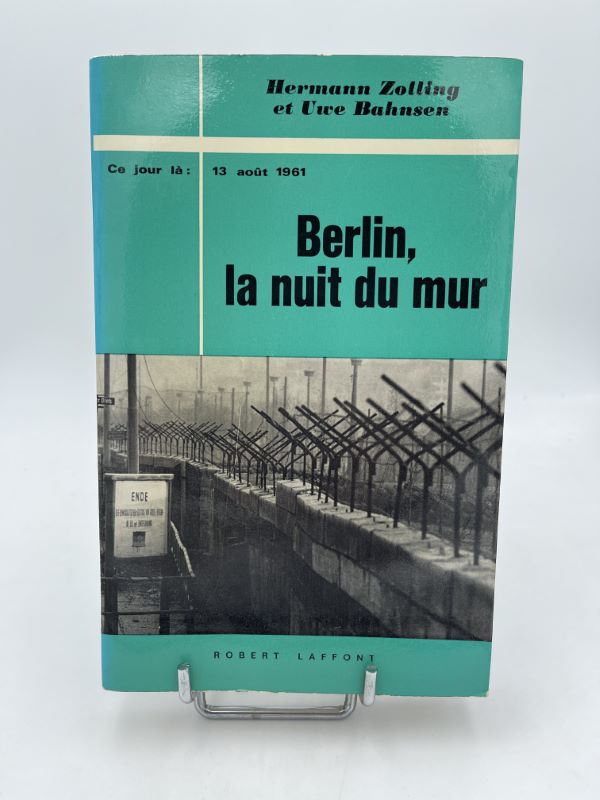 Hermann Zolling
et Uwe Bahnsen
Ce jour là : 13 août 1961
Berlin,
la nuit du mur
ENDE
ROBERT LAFFONT